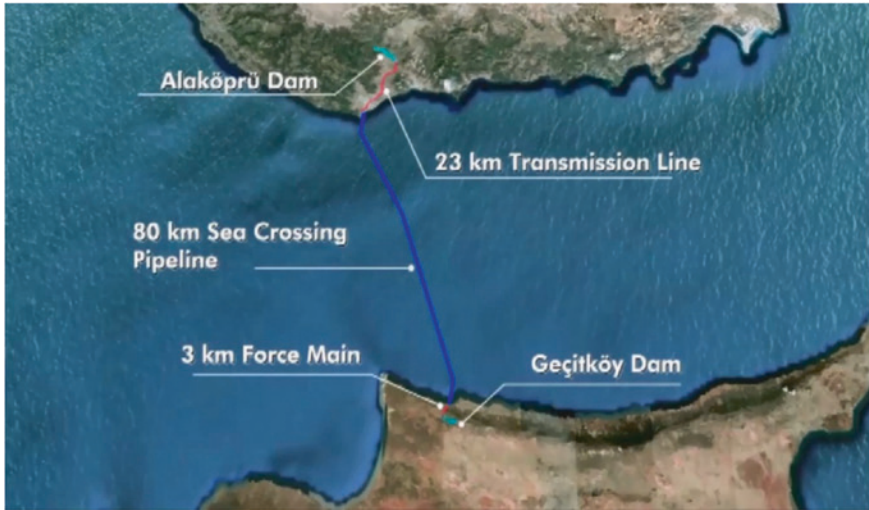 Alaköprü Dam
23 km Transmission Line
80 km Sea Crossing
Pipeline
3 km Force Main
Geçitköy Dam